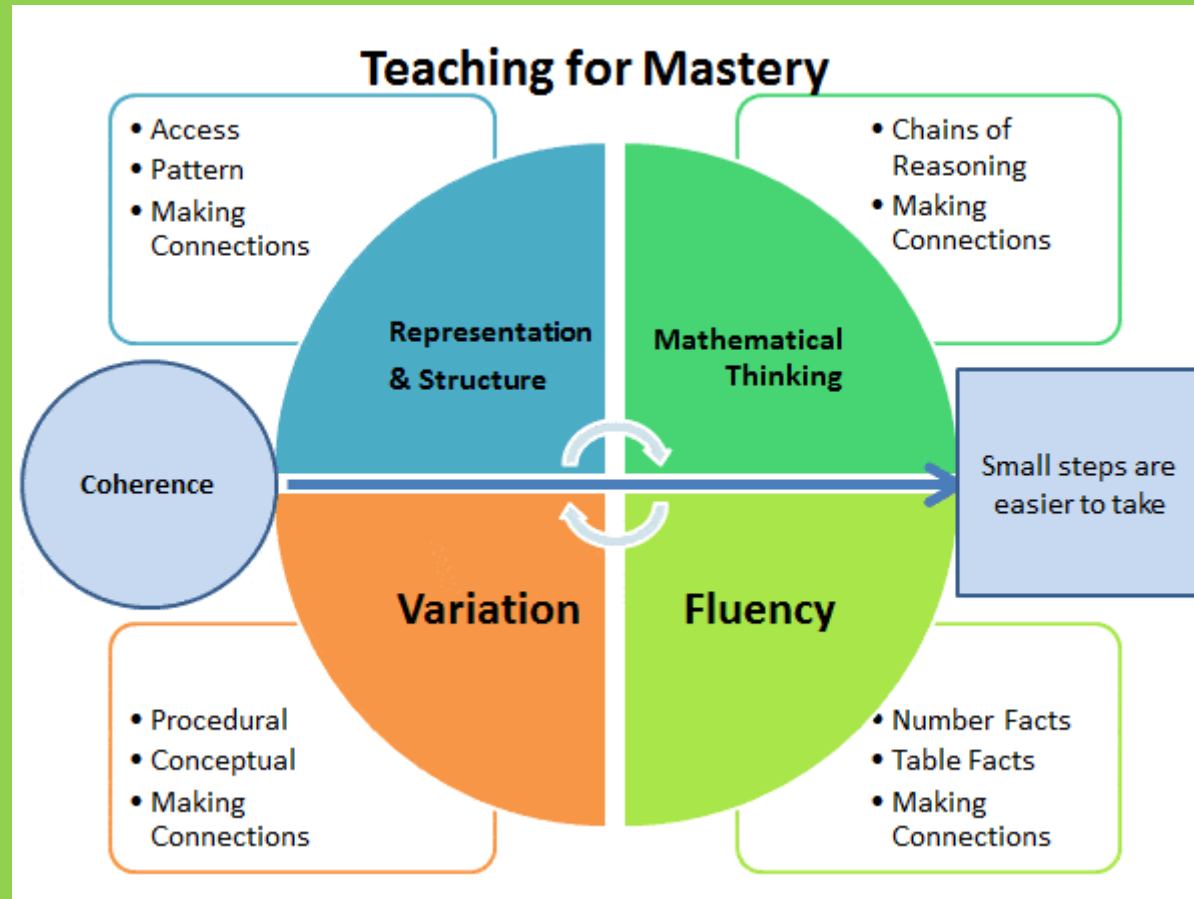 Teaching for Mastery
• Access
• Pattern
• Making
Connections
• Chains of
Reasoning
• Making
Connections
Representation
& Structure
Mathematical
Thinking
Coherence
Small steps are
easier to take
Variation
Fluency
• Procedural
• Conceptual
• Making
Connections
• Number Facts
• Table Facts
• Making
Connections